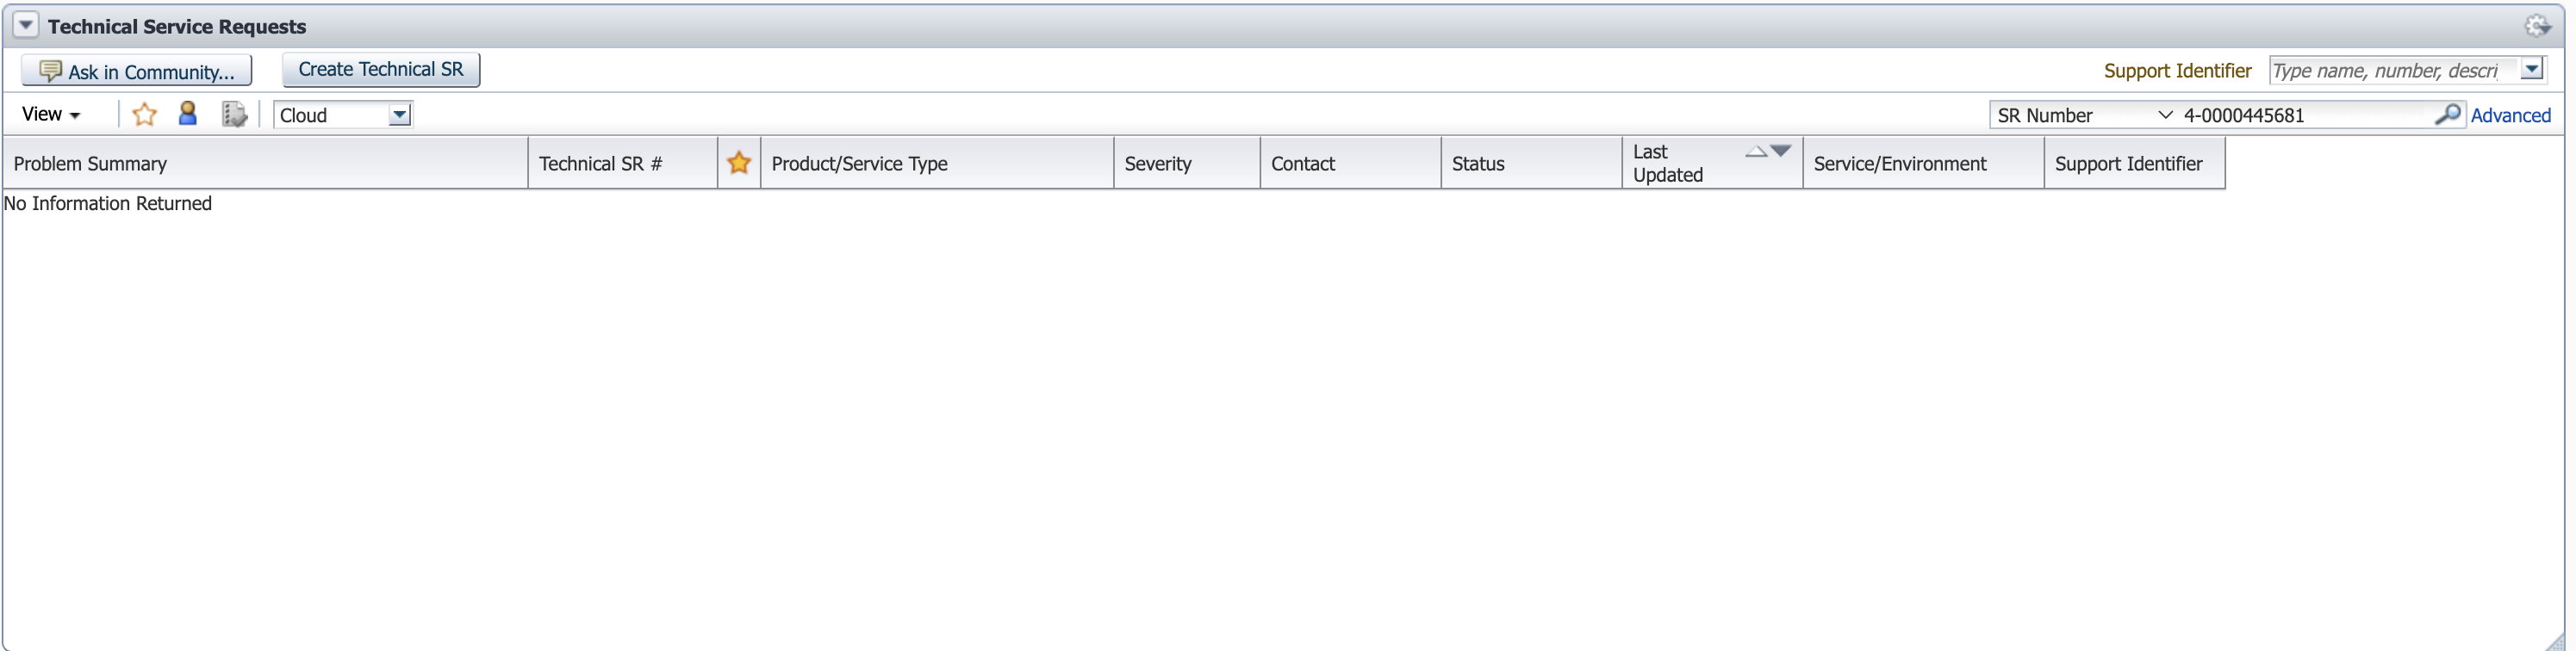 Technical Service Requests
Ask in Community...
Create Technical SR
Support Identifier
Type name, number, descri
View
Cloud
SR Number
4-0000445681
Advanced
Problem Summary
Technical SR #
Product/Service Type
Severity
Contact
Status
Last
Updated
Service/Environment
Support Identifier
No Information Returned